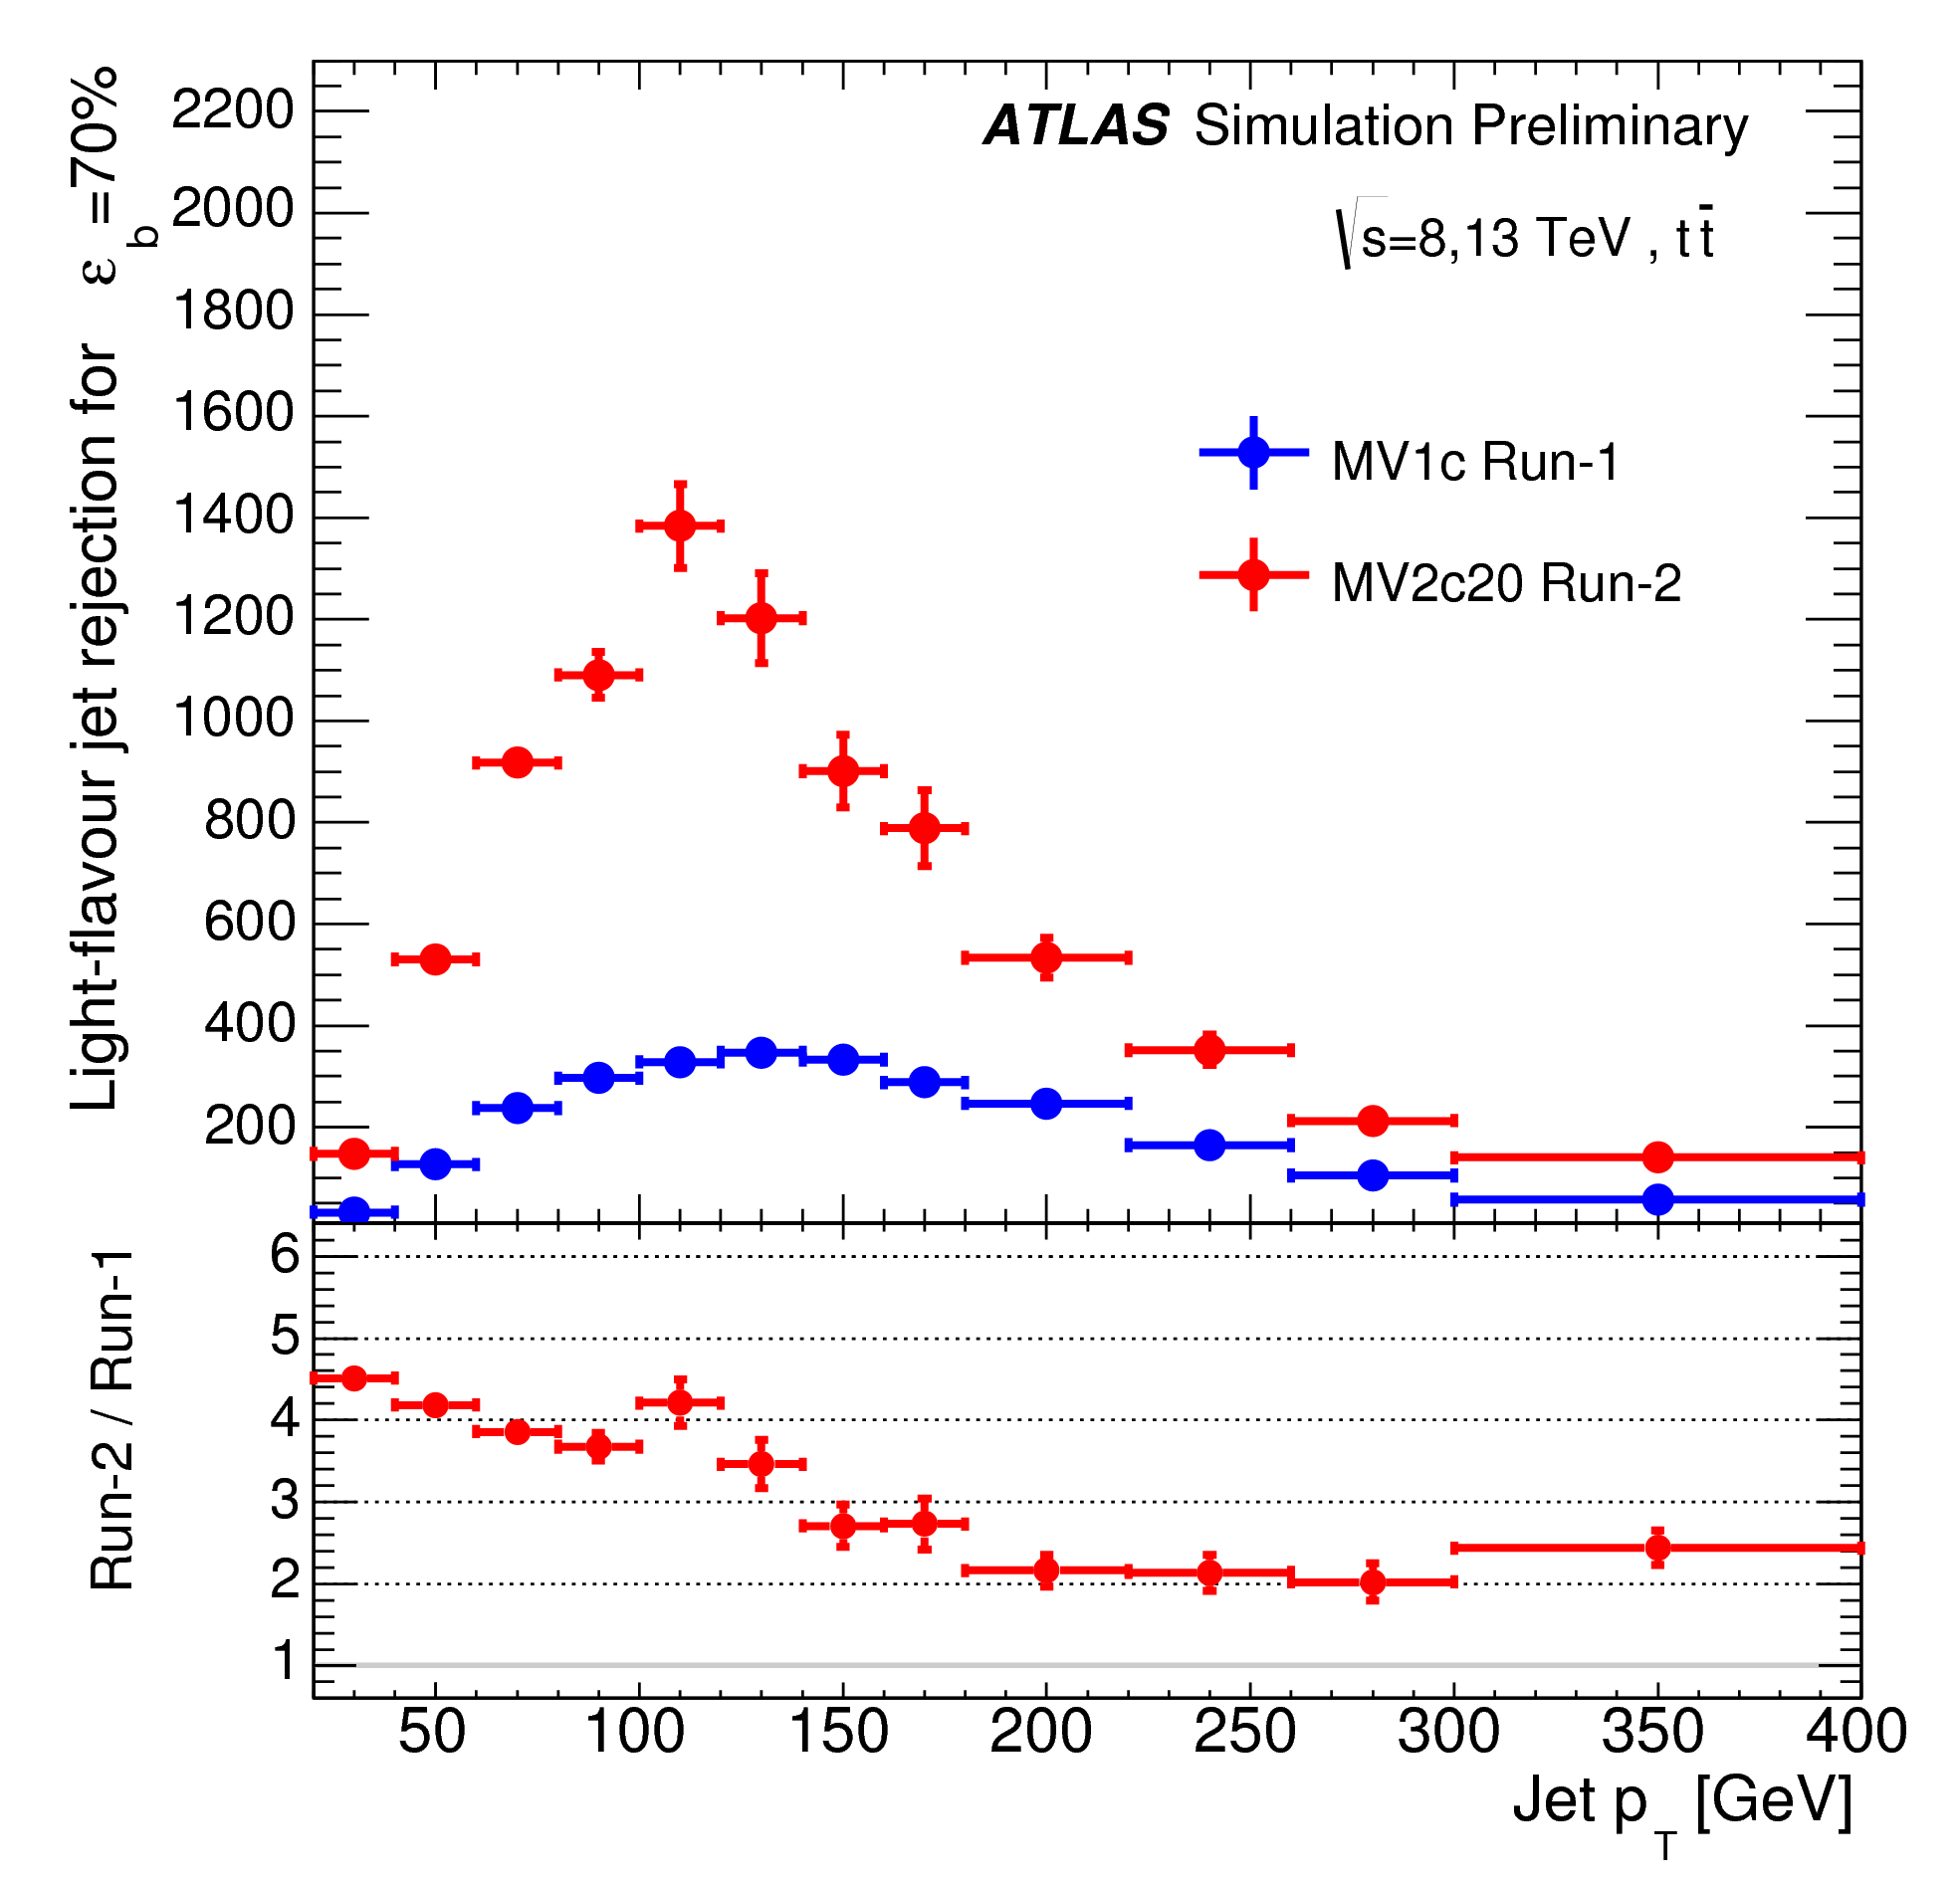 ATLAS Simulation Preliminary
√s=8,13 TeV , tt̄
MV1c Run-1
MV2c20 Run-2
Light-flavour jet rejection for ε_b=70%
2200
2000
1800
1600
1400
1200
1000
800
600
400
200
Run-2 / Run-1
6
5
4
3
2
1
50 100 150 200 250 300 350 400
Jet p_T [GeV]